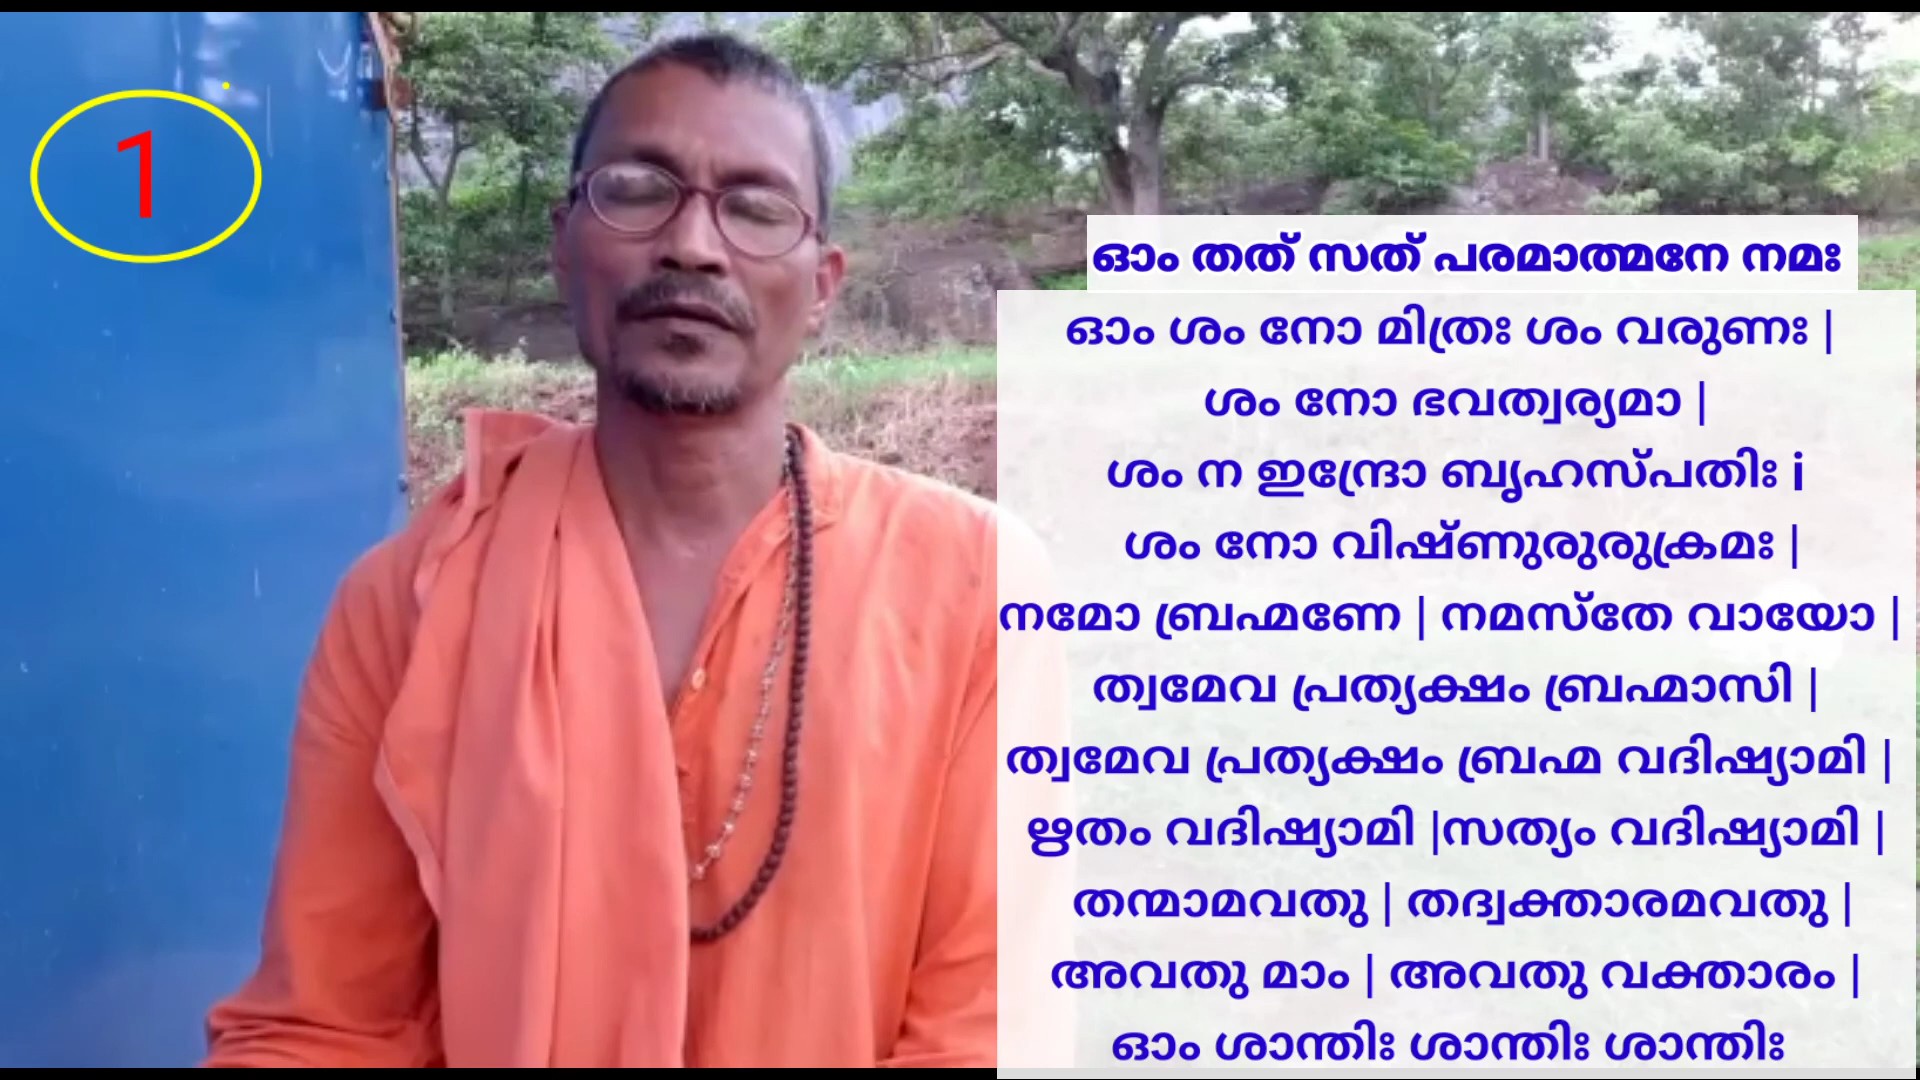 1
ഓം തത് സത് പരമാത്മനേ നമഃ
ഓം ശം നോ മിത്രഃ ശം വരുണഃ |
ശം നോ ഭവത്വര്യമാ |
ശം ന ഇന്ദ്രോ ബൃഹസ്പതിഃ i
ശം നോ വിഷ്ണുരുരുക്രമഃ |
നമോ ബ്രഹ്മണേ | നമസ്തേ വായോ |
ത്വമേവ പ്രത്യക്ഷം ബ്രഹ്മാസി |
ത്വമേവ പ്രത്യക്ഷം ബ്രഹ്മ വദിഷ്യാമി |
ഋതം വദിഷ്യാമി |സത്യം വദിഷ്യാമി |
തന്മാമവതു | തദ്വക്താരമവതു |
അവതു മാം | അവതു വക്താരം |
ഓം ശാന്തിഃ ശാന്തിഃ ശാന്തിഃ